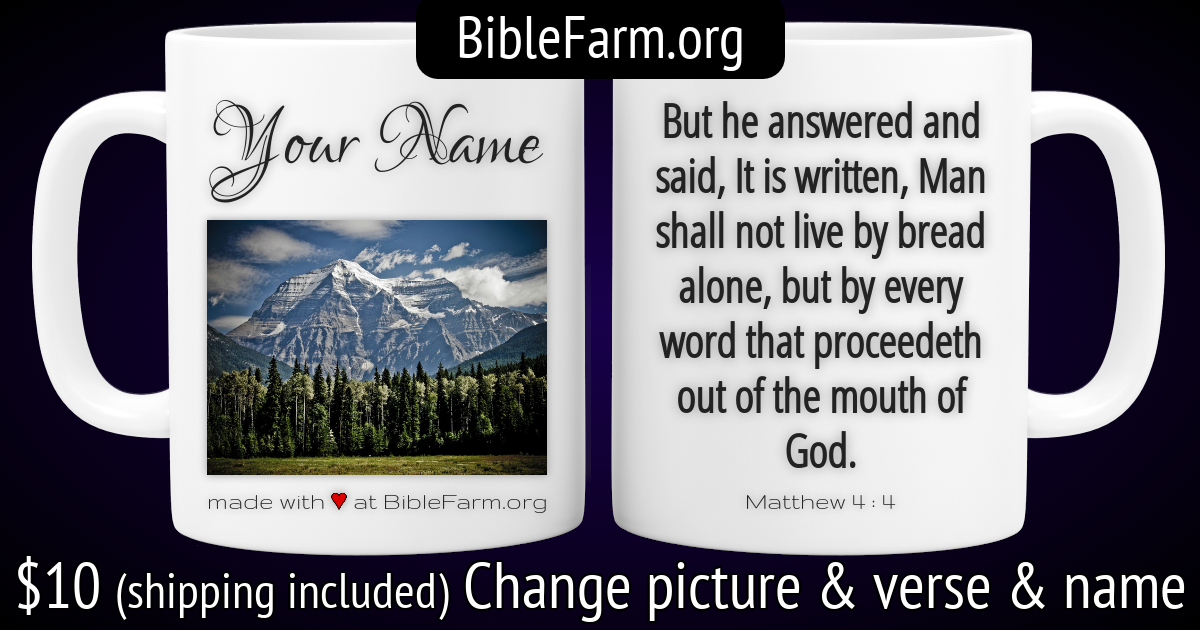 BibleFarm.org
Your Name
made with ♥ at BibleFarm.org
But he answered and
said, It is written, Man
shall not live by bread
alone, but by every
word that proceedeth
out of the mouth of
God.
Matthew 4 : 4
$10 (shipping included) Change picture & verse & name